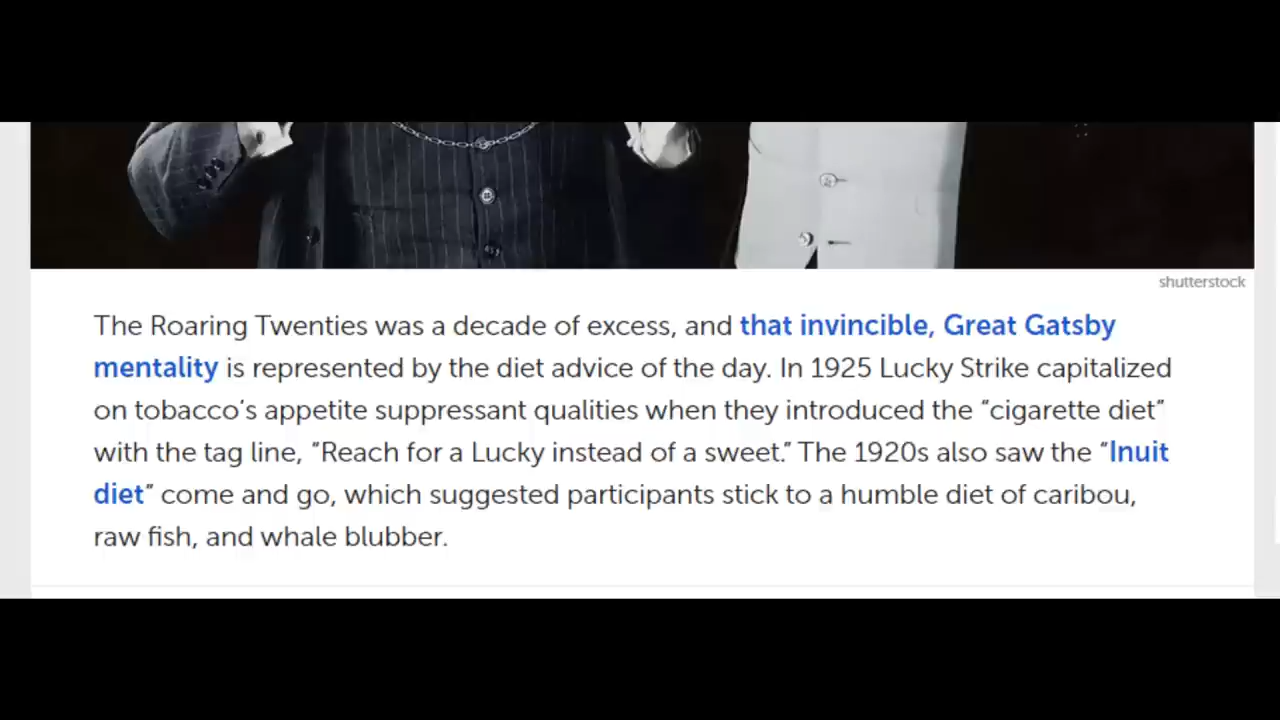 shutterstock
The Roaring Twenties was a decade of excess, and that invincible, Great Gatsby
mentality is represented by the diet advice of the day. In 1925 Lucky Strike capitalized
on tobacco’s appetite suppressant qualities when they introduced the “cigarette diet”
with the tag line, “Reach for a Lucky instead of a sweet.” The 1920s also saw the “Inuit
diet” come and go, which suggested participants stick to a humble diet of caribou,
raw fish, and whale blubber.